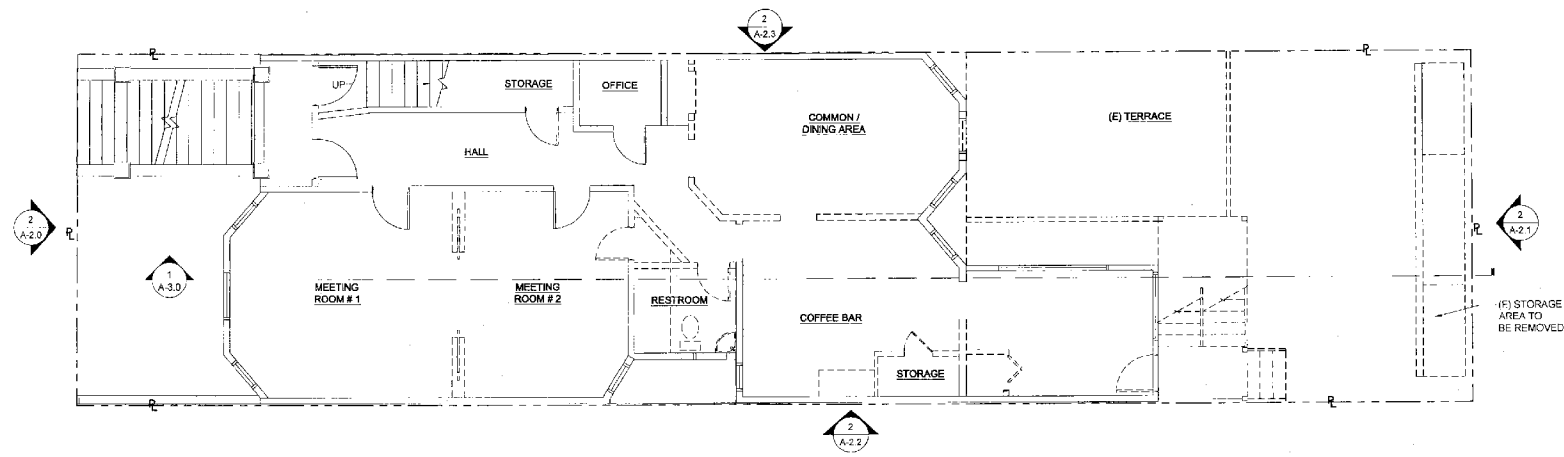 2
A-2.3
PL
PL
UP
STORAGE
OFFICE
COMMON /
DINING AREA
(E) TERRACE
HALL
2
A-2.0
PL
2
A-2.1
PL
1
A-3.0
MEETING
ROOM # 1
MEETING
ROOM # 2
RESTROOM
COFFEE BAR
(E) STORAGE
AREA TO
BE REMOVED
STORAGE
PL
PL
2
A-2.2